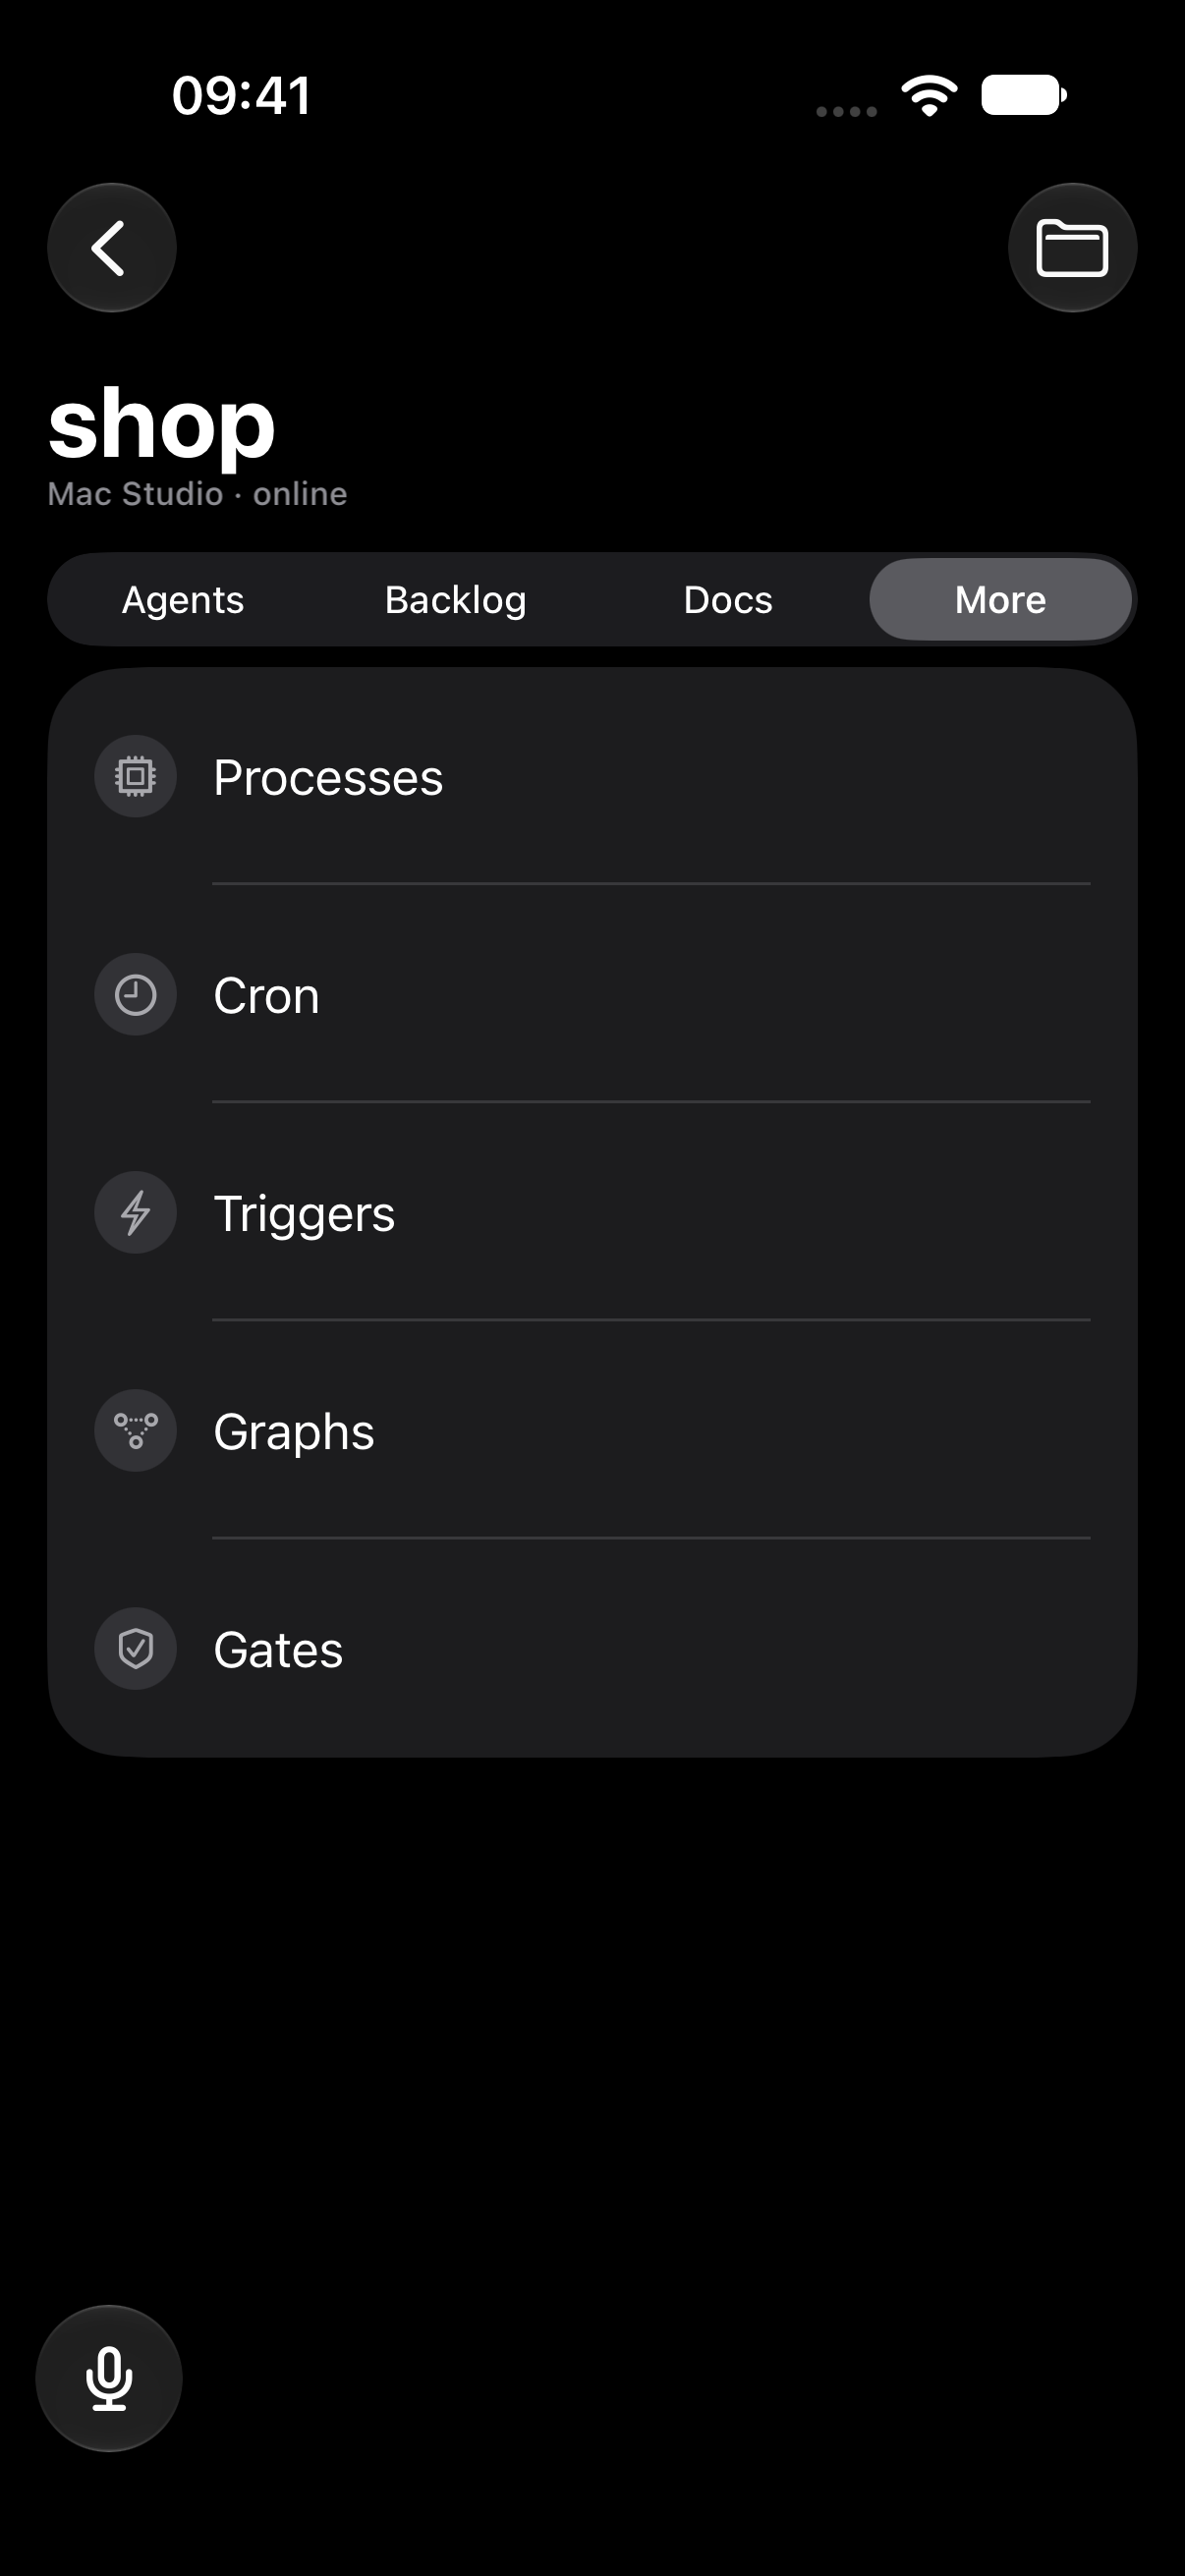 09:41
shop
Mac Studio · online
Agents
Backlog
Docs
More
Processes
Cron
Triggers
Graphs
Gates